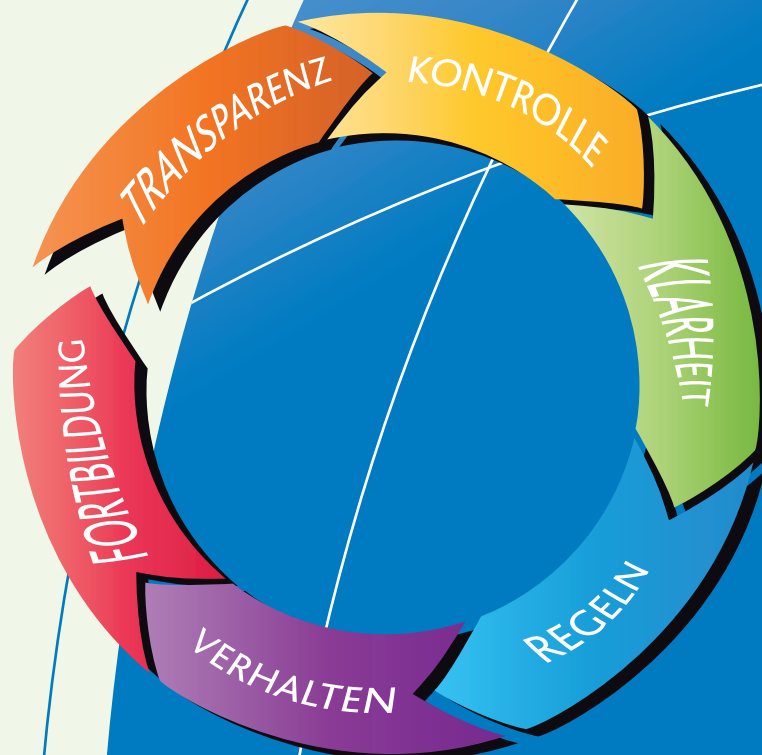 TRANSPARENZ
KONTROLLE
KLARHEIT
REGELN
VERHALTEN
FORTBILDUNG